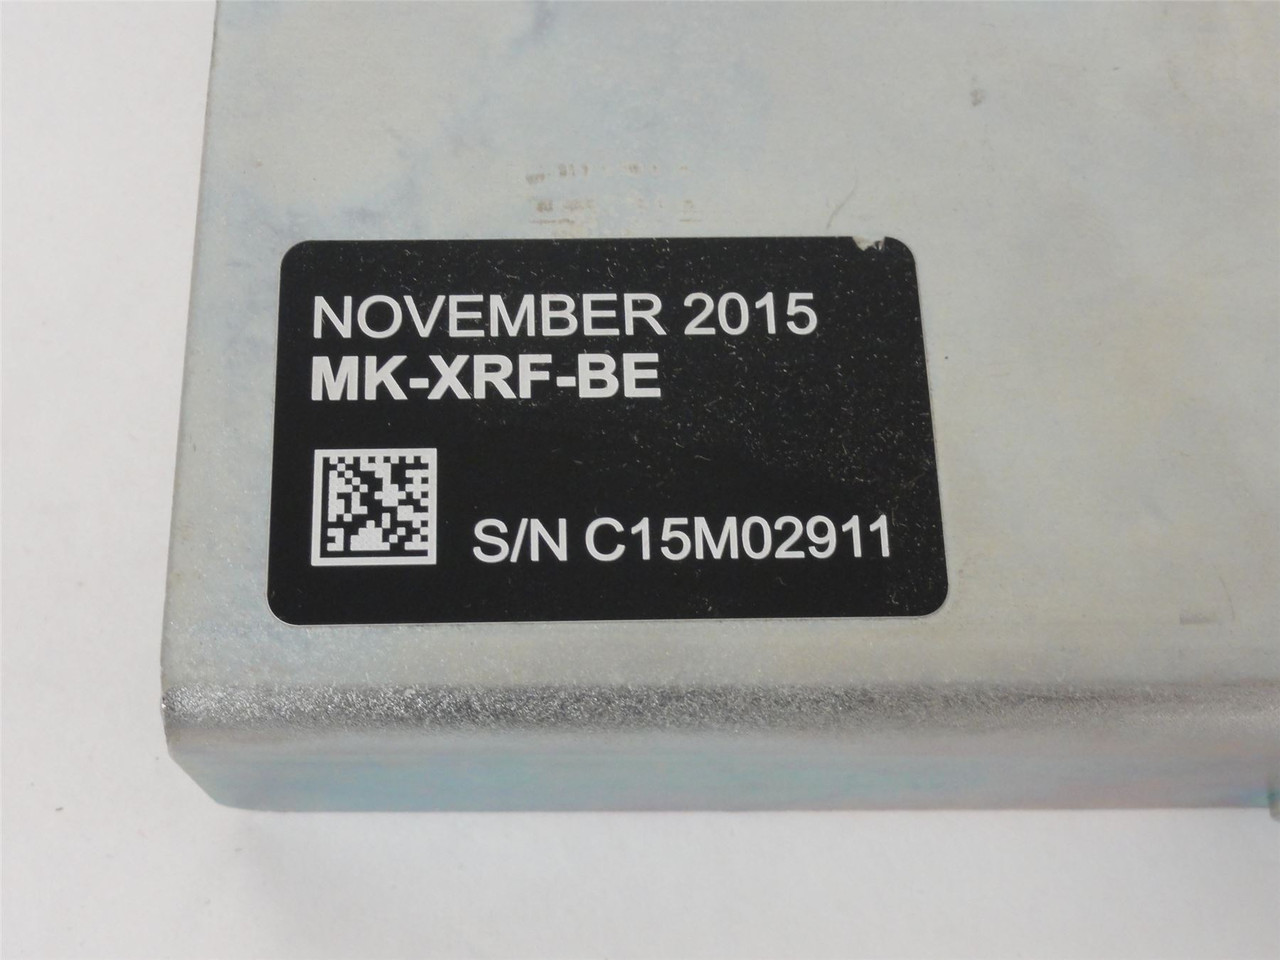 NOVEMBER 2015
MK-XRF-BE
S/N C15M02911